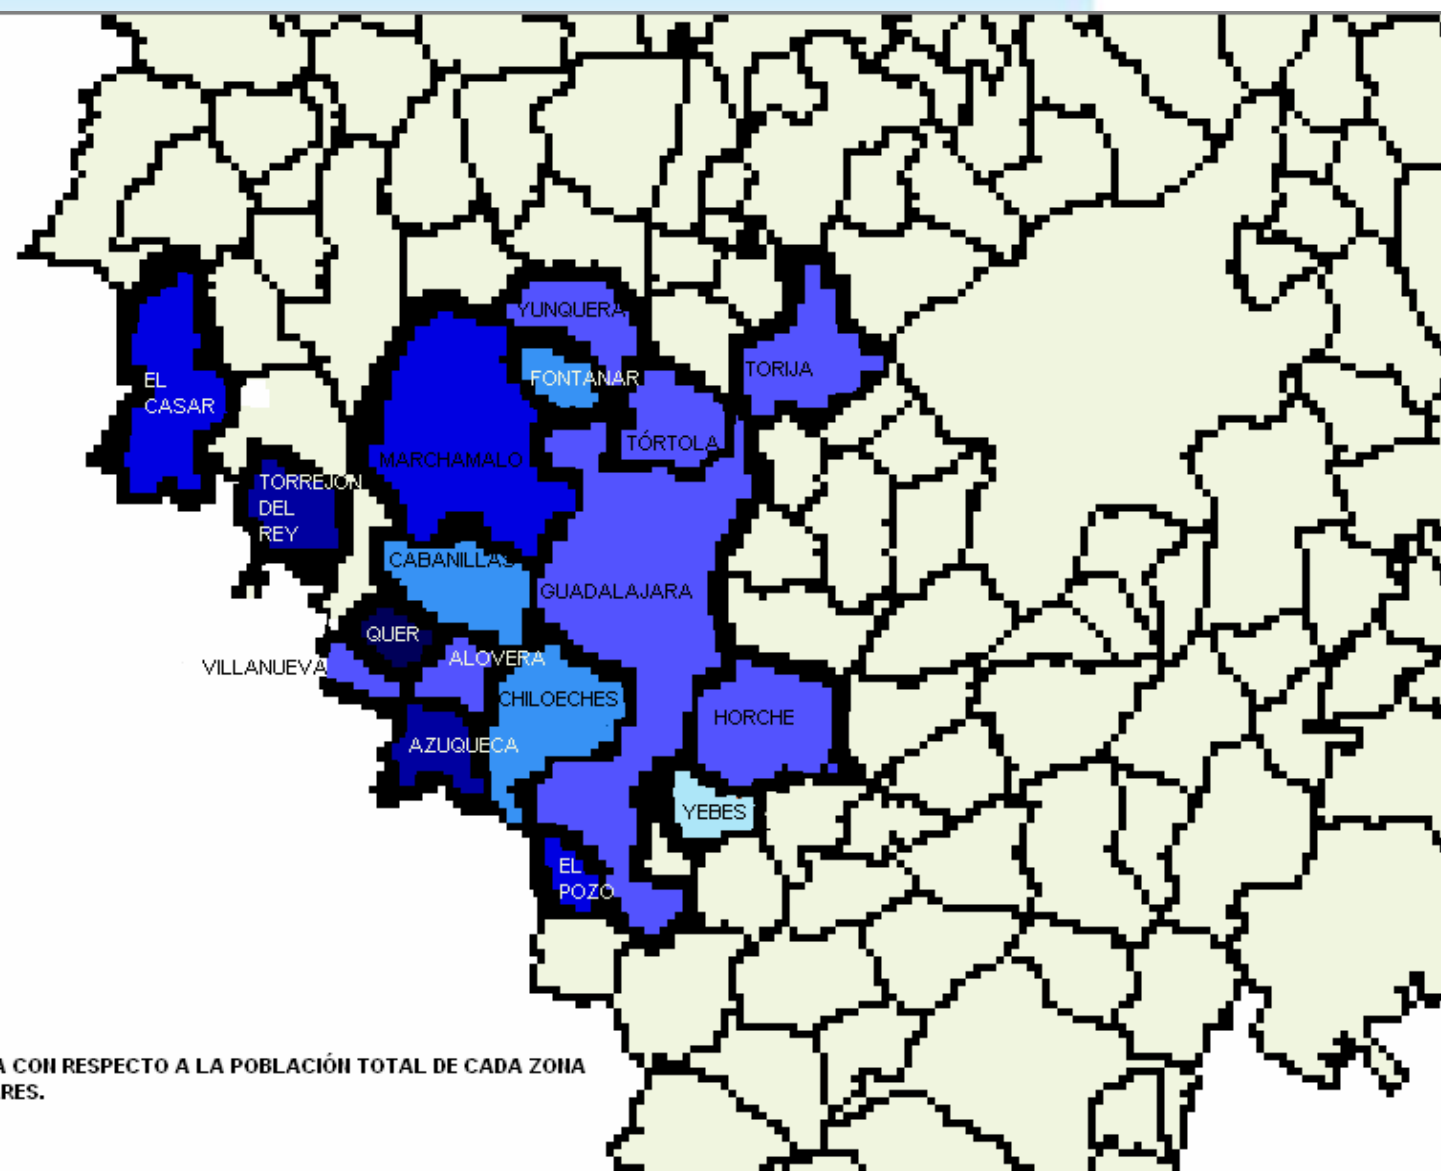 YUNQUERA
TORIJA
EL
CASAR
FONTANAR
TÓRTOLA
MARCHAMALO
TORREJON
DEL
REY
CABANILLAS
GUADALAJARA
QUER
ALOVERA
VILLANUEVA
CHILOECHES
HORCHE
AZUQUECA
YEBES
EL
POZO
A CON RESPECTO A LA POBLACIÓN TOTAL DE CADA ZONA
RES.